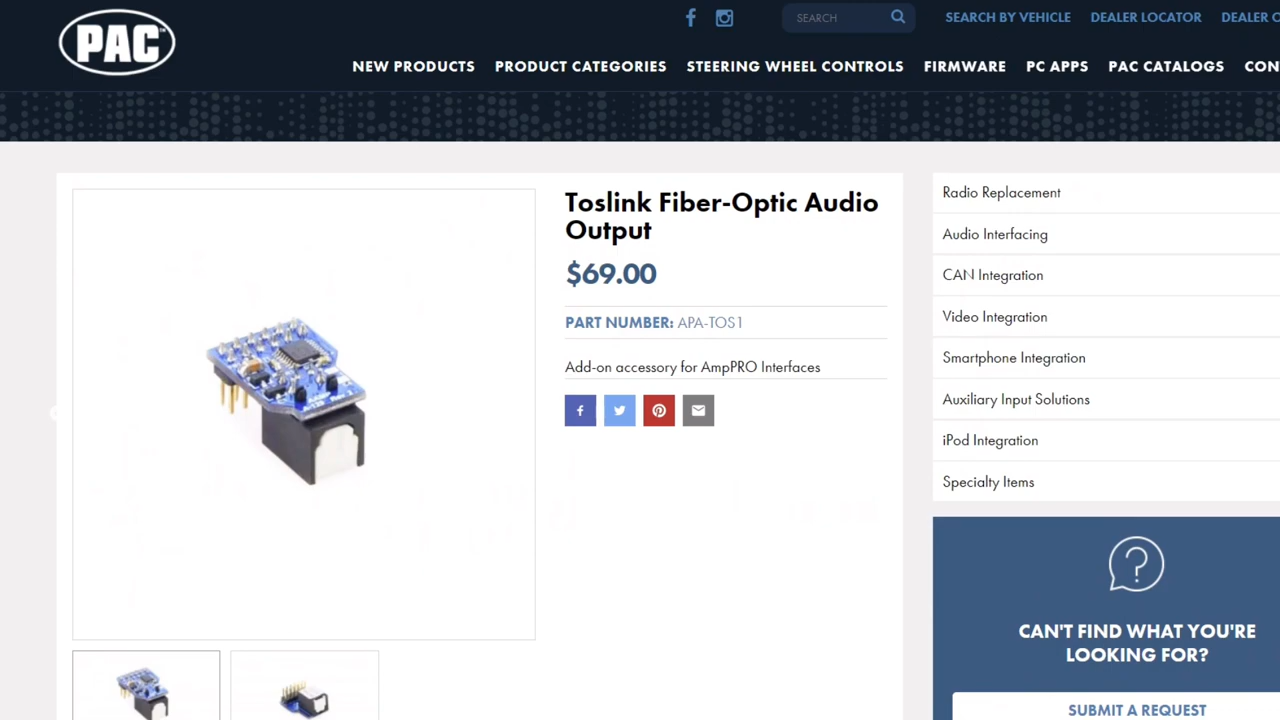 PAC
SEARCH
SEARCH BY VEHICLE
DEALER LOCATOR
DEALER
NEW PRODUCTS
PRODUCT CATEGORIES
STEERING WHEEL CONTROLS
FIRMWARE
PC APPS
PAC CATALOGS
CON
Toslink Fiber-Optic Audio
Output
$69.00
PART NUMBER: APA-TOS1
Add-on accessory for AmpPRO Interfaces
Radio Replacement
Audio Interfacing
CAN Integration
Video Integration
Smartphone Integration
Auxiliary Input Solutions
iPod Integration
Specialty Items
CAN'T FIND WHAT YOU'RE
LOOKING FOR?
SUBMIT A REQUEST